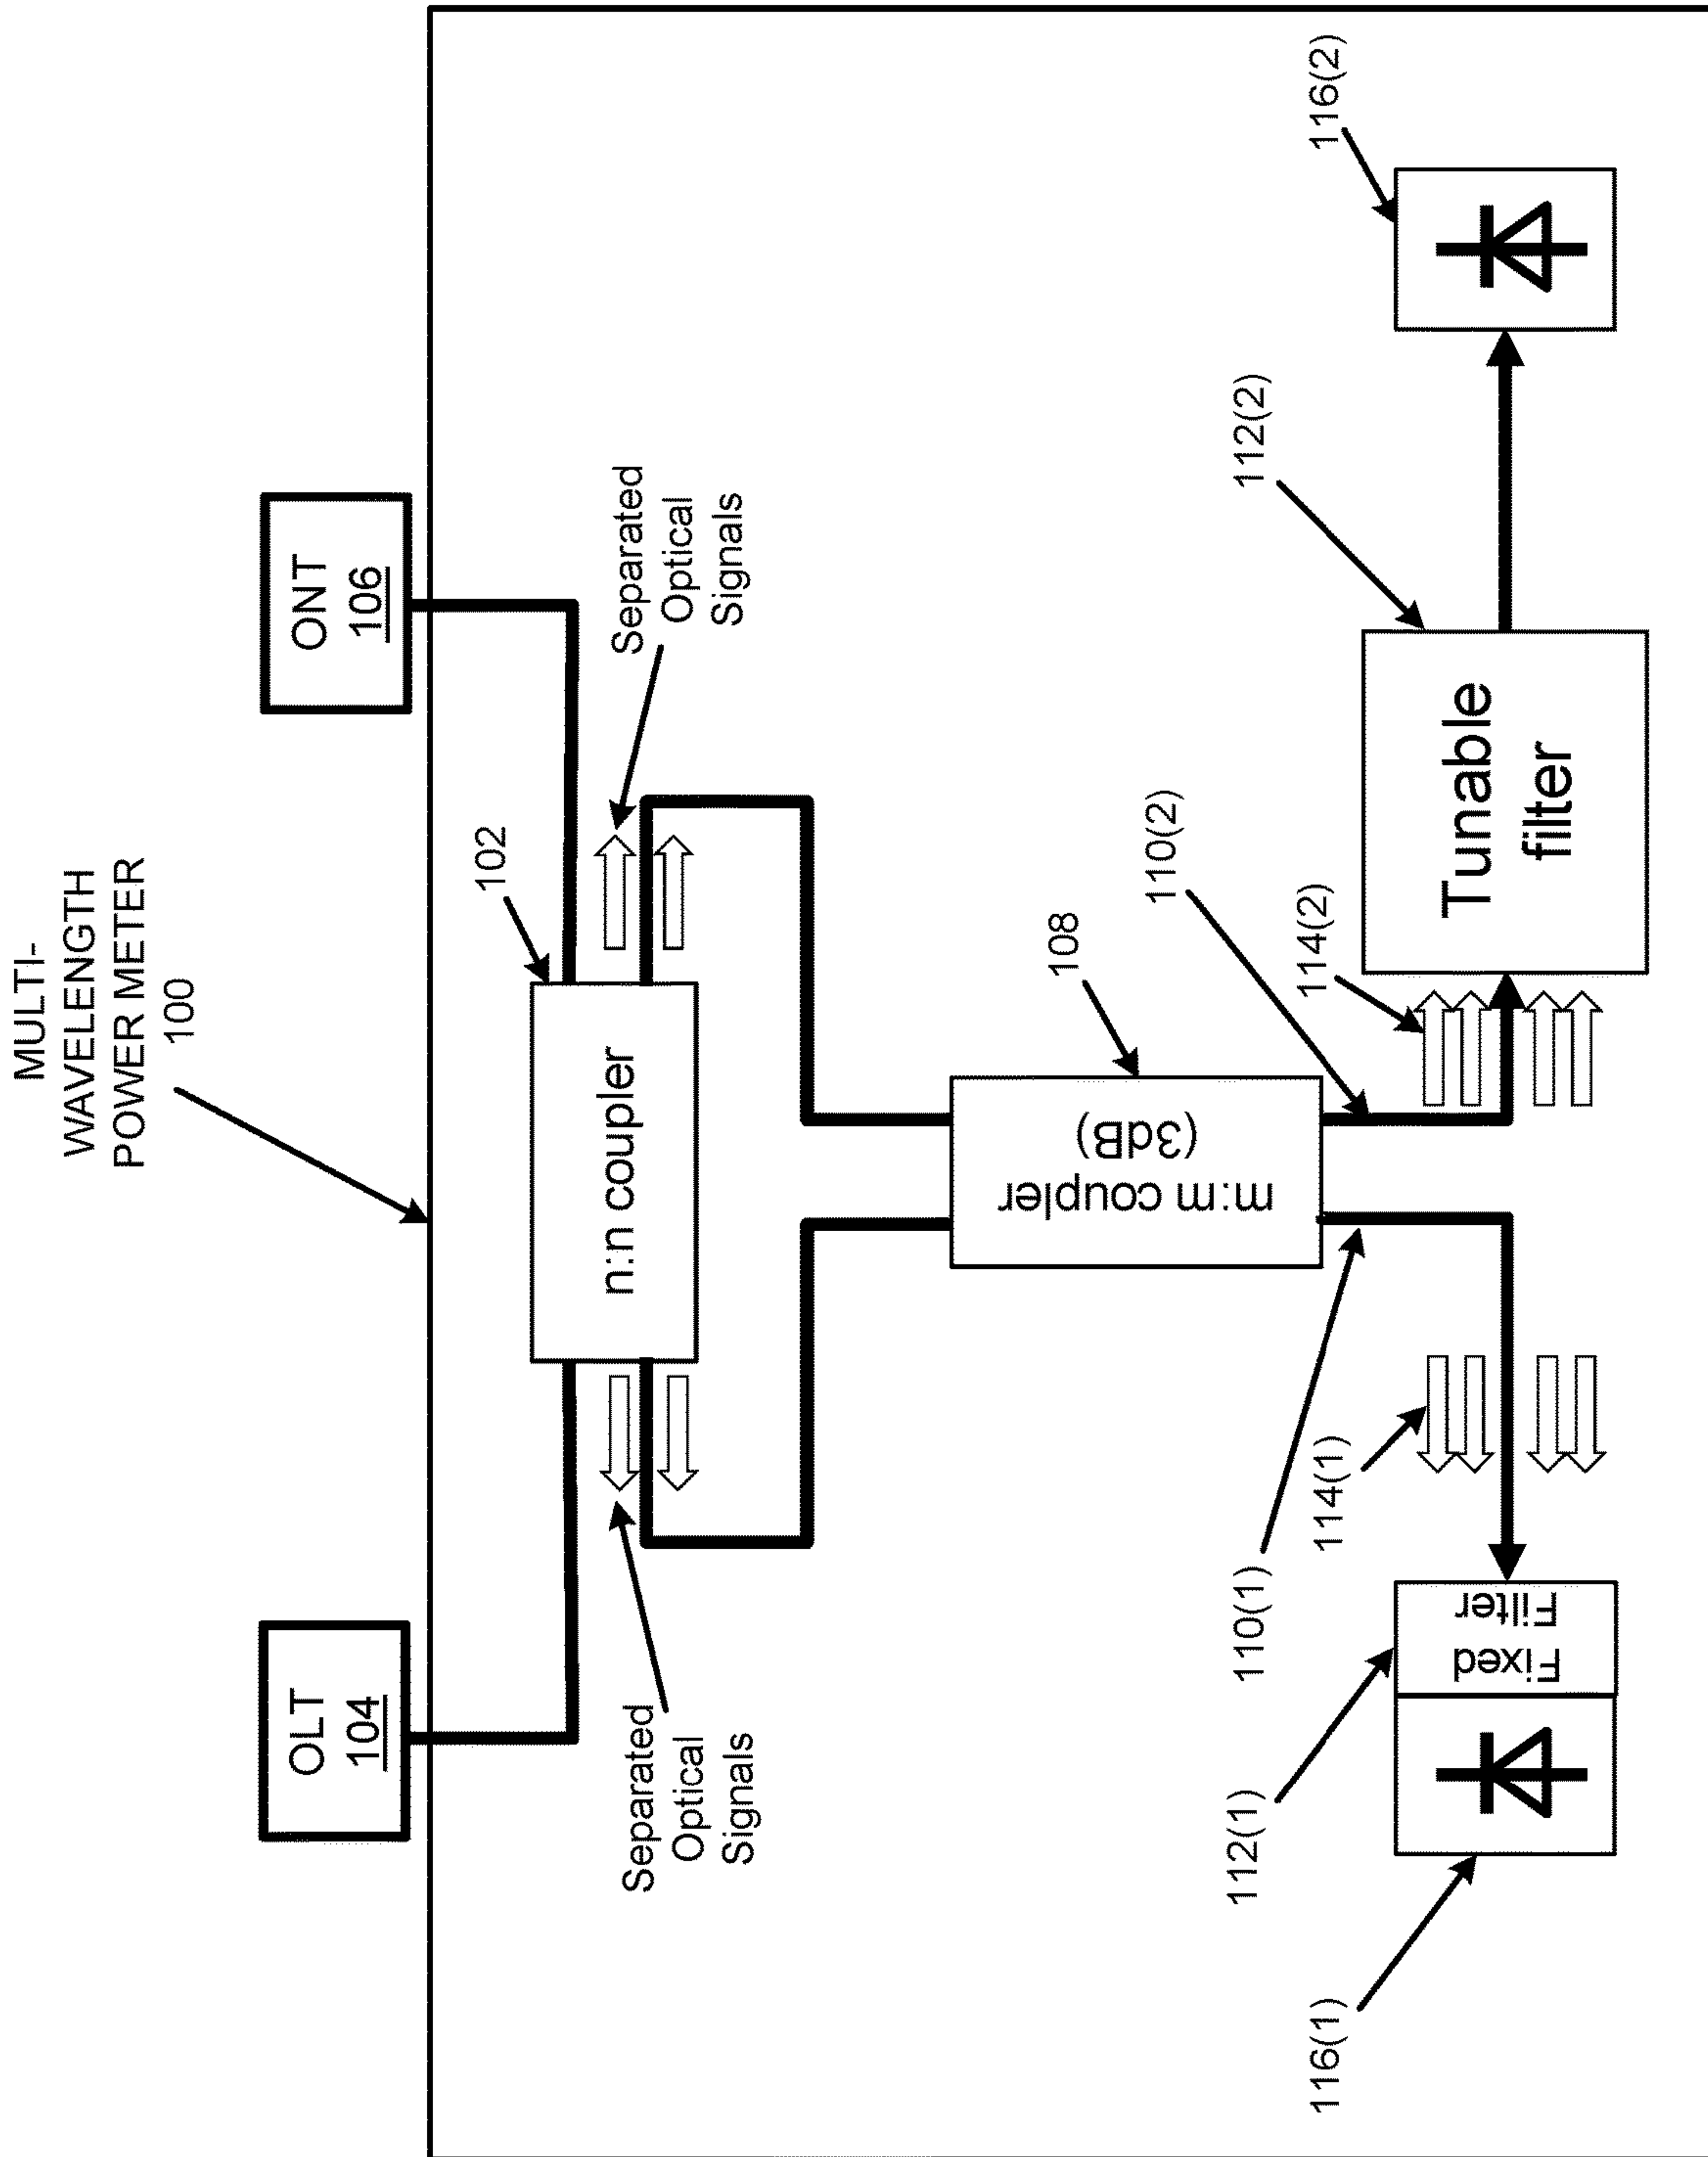 MULTI-
WAVELENGTH
POWER METER
100
OLT
104
ONT
106
102
n:n coupler
Separated
Optical
Signals
Separated
Optical
Signals
108
m:m coupler
(3dB)
110(1)
110(2)
114(1)
114(2)
112(1)
112(2)
Fixed
Filter
Tunable
filter
116(1)
116(2)